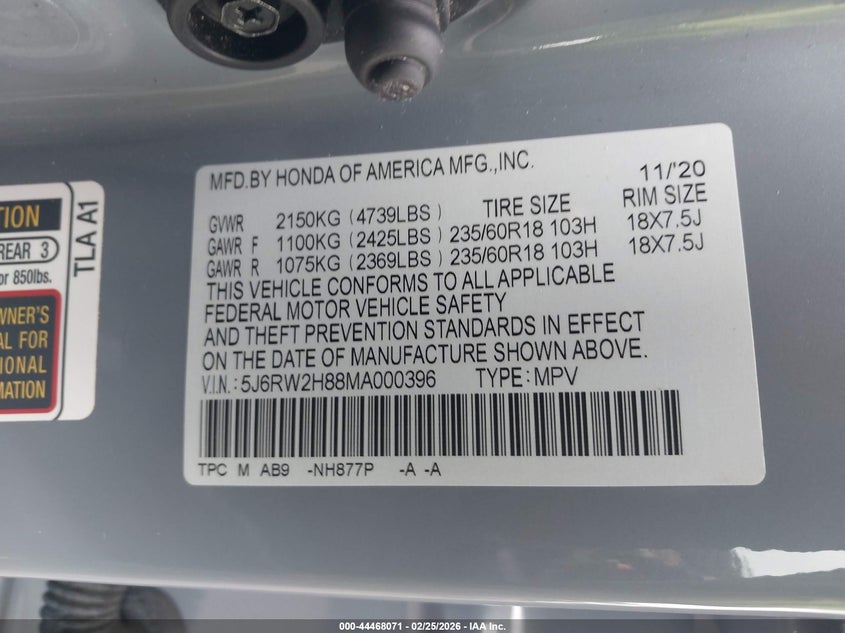 MFD.BY HONDA OF AMERICA MFG.,INC.
11/'20
GVWR 2150KG (4739LBS) TIRE SIZE RIM SIZE
GAWR F 1100KG (2425LBS) 235/60R18 103H 18X7.5J
GAWR R 1075KG (2369LBS) 235/60R18 103H 18X7.5J
THIS VEHICLE CONFORMS TO ALL APPLICABLE
FEDERAL MOTOR VEHICLE SAFETY
AND THEFT PREVENTION STANDARDS IN EFFECT
ON THE DATE OF MANUFACTURE SHOWN ABOVE.
V.I.N.: 5J6RW2H88MA000396 TYPE: MPV
TPC M AB9 -NH877P -A -A
TION
REAR 3
or 850lbs.
WNER'S
AL FOR
IONAL
MATION
TLA A1
000-44468071 - 02/25/2026 - IAA Inc.